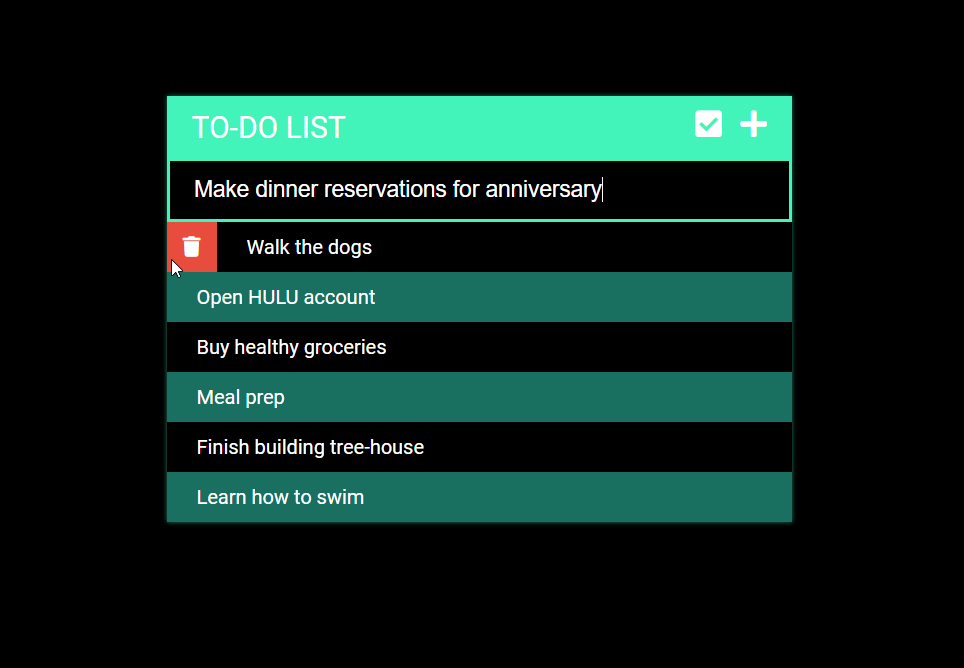 TO-DO LIST
Make dinner reservations for anniversary
Walk the dogs
Open HULU account
Buy healthy groceries
Meal prep
Finish building tree-house
Learn how to swim